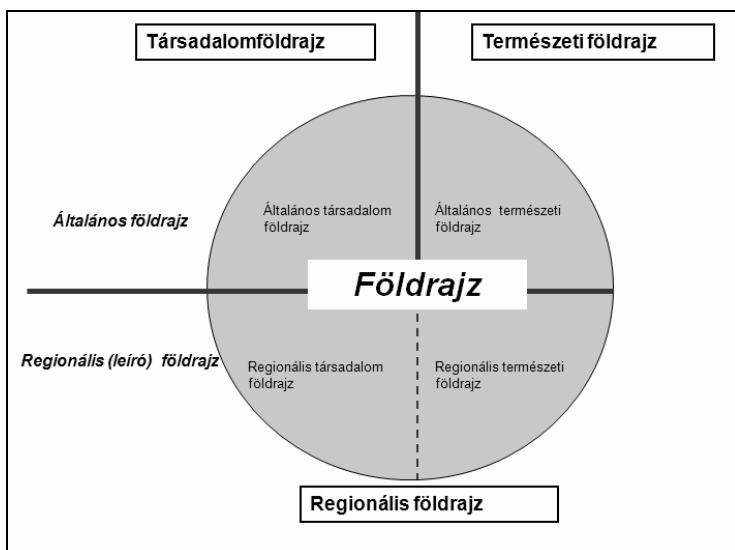 Társadalomföldrajz
Természeti földrajz
Általános földrajz
Általános társadalom
földrajz
Általános természeti
földrajz
Földrajz
Regionális (leíró) földrajz
Regionális társadalom
földrajz
Regionális természeti
földrajz
Regionális földrajz